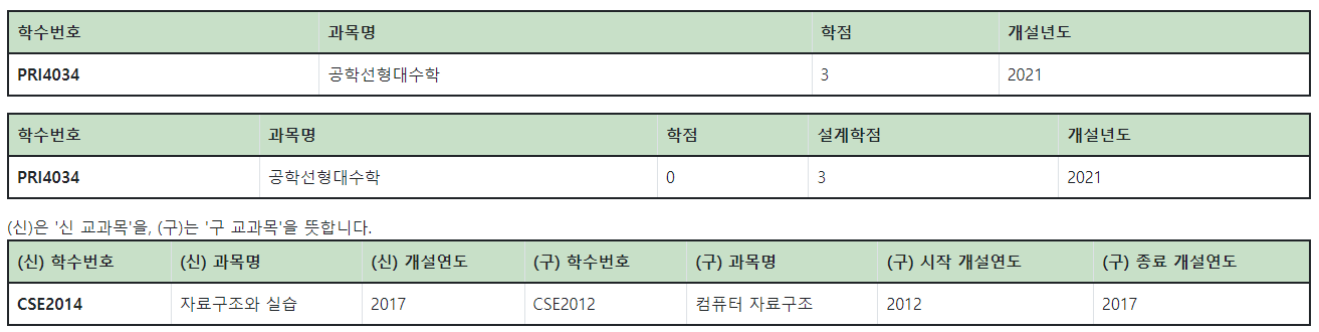 학수번호 과목명 학점 개설년도
PRI4034 공학선형대수학 3 2021
학수번호 과목명 학점 설계학점 개설년도
PRI4034 공학선형대수학 0 3 2021
(신)은 '신 교과목'을, (구)는 '구 교과목'을 뜻합니다.
(신) 학수번호 (신) 과목명 (신) 개설연도 (구) 학수번호 (구) 과목명 (구) 시작 개설연도 (구) 종료 개설연도
CSE2014 자료구조와 실습 2017 CSE2012 컴퓨터 자료구조 2012 2017